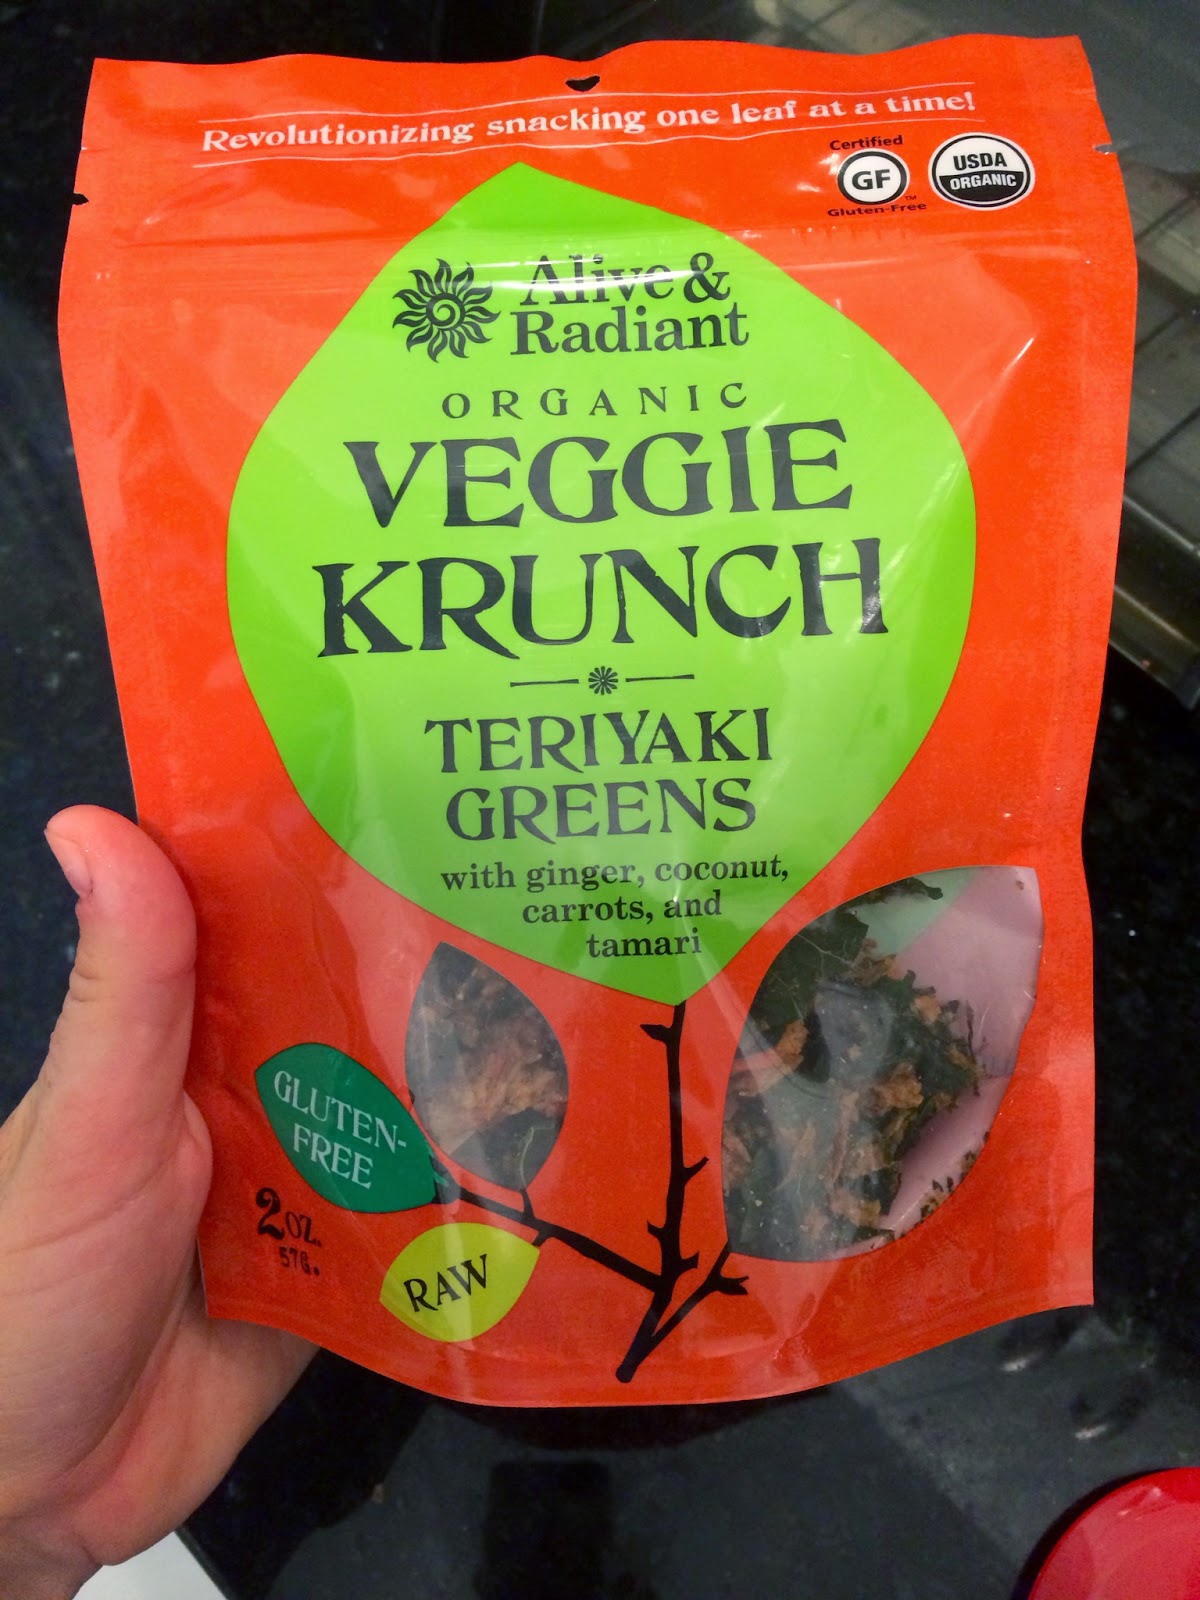 Revolutionizing snacking one leaf at a time!
Certified
GF
TM
Gluten-Free
USDA
ORGANIC
Alive &
Radiant
ORGANIC
VEGGIE
KRUNCH
TERIYAKI
GREENS
with ginger, coconut,
carrots, and
tamari
GLUTEN-
FREE
2 OZ.
57G.
RAW